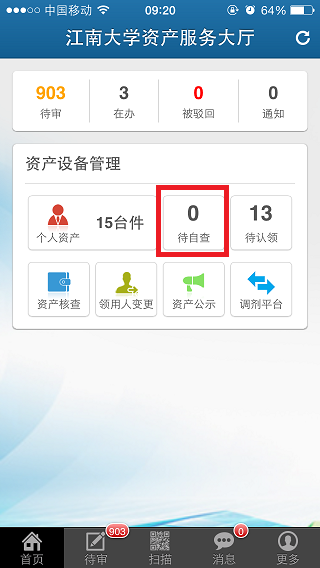 中国移动 09:20 64%
江南大学资产服务大厅
903 3 0 0
待审 在办 被驳回 通知
资产设备管理
个人资产 15台件 0 待自查 13 待认领
资产核查 领用人变更 资产公示 调剂平台
903 0
首页 待审 扫描 消息 更多